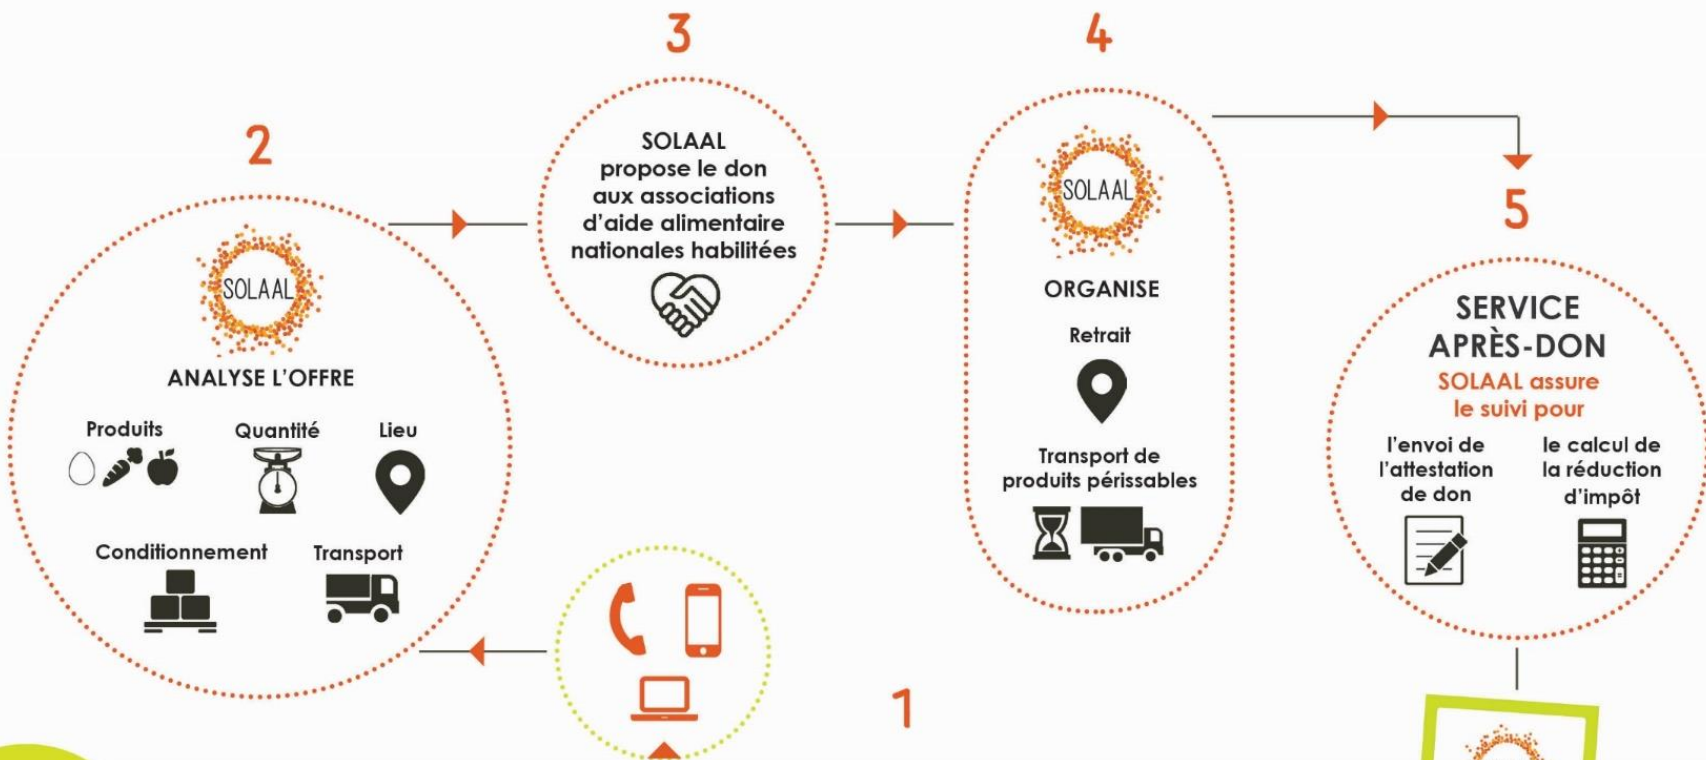 1
2
SOLAAL
ANALYSE L'OFFRE
Produits
Quantité
Lieu
Conditionnement
Transport
3
SOLAAL
propose le don
aux associations
d'aide alimentaire
nationales habilitées
4
SOLAAL
ORGANISE
Retrait
Transport de
produits périssables
5
SERVICE
APRÈS-DON
SOLAAL assure
le suivi pour
l'envoi de
l'attestation
de don
le calcul de
la réduction
d'impôt